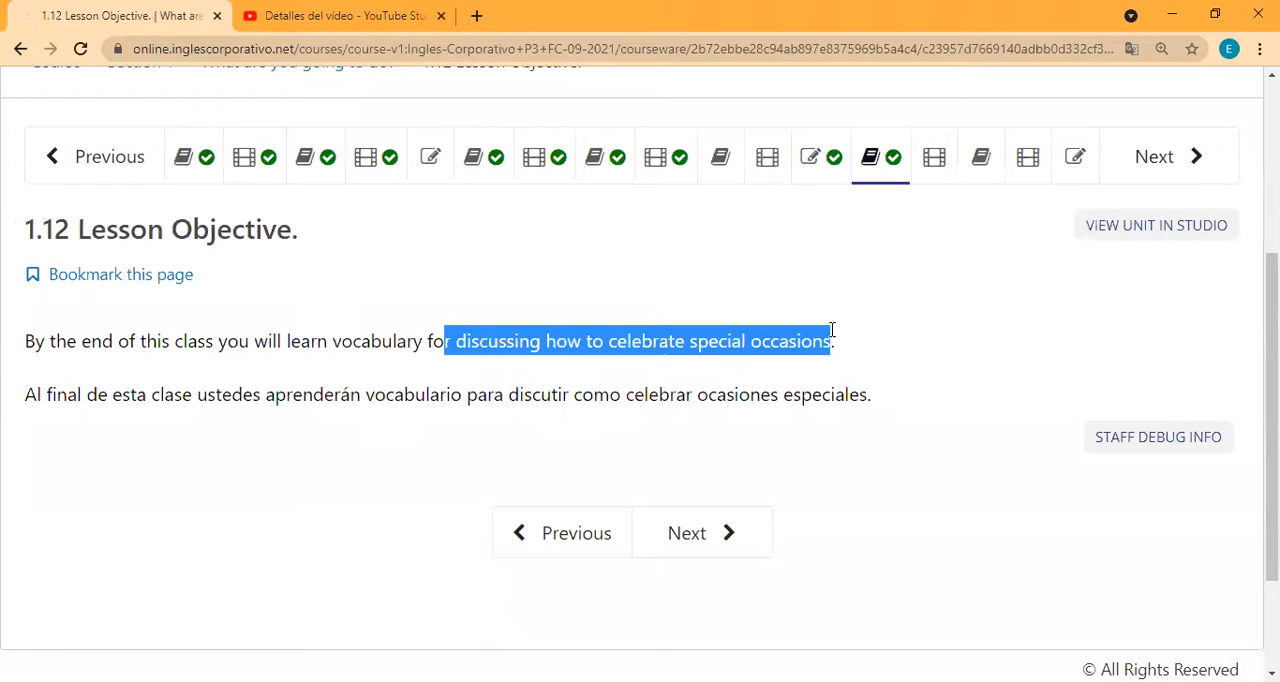 1.12 Lesson Objective. | What are
Detalles del vídeo - YouTube Stu
online.inglescorporativo.net/courses/course-v1:Ingles-Corporativo+P3+FC-09-2021/courseware/2b72ebbe28c94ab897e8375969b5a4c4/c23957d7669140adbb0d332cf3...
E
Previous
Next
1.12 Lesson Objective.
VIEW UNIT IN STUDIO
Bookmark this page
By the end of this class you will learn vocabulary for discussing how to celebrate special occasions.
Al final de esta clase ustedes aprenderán vocabulario para discutir como celebrar ocasiones especiales.
STAFF DEBUG INFO
Previous
Next
© All Rights Reserved